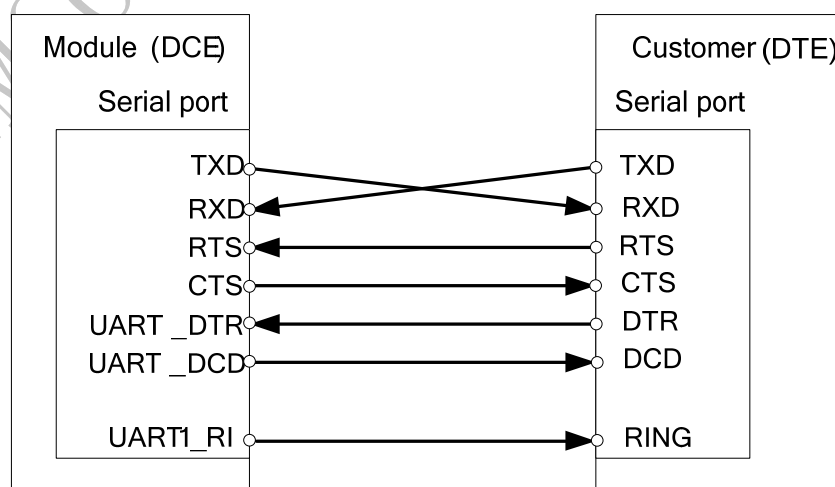 Module (DCE)
Serial port
TXD
RXD
RTS
CTS
UART _DTR
UART _DCD
UART1_RI
Customer (DTE)
Serial port
TXD
RXD
RTS
CTS
DTR
DCD
RING